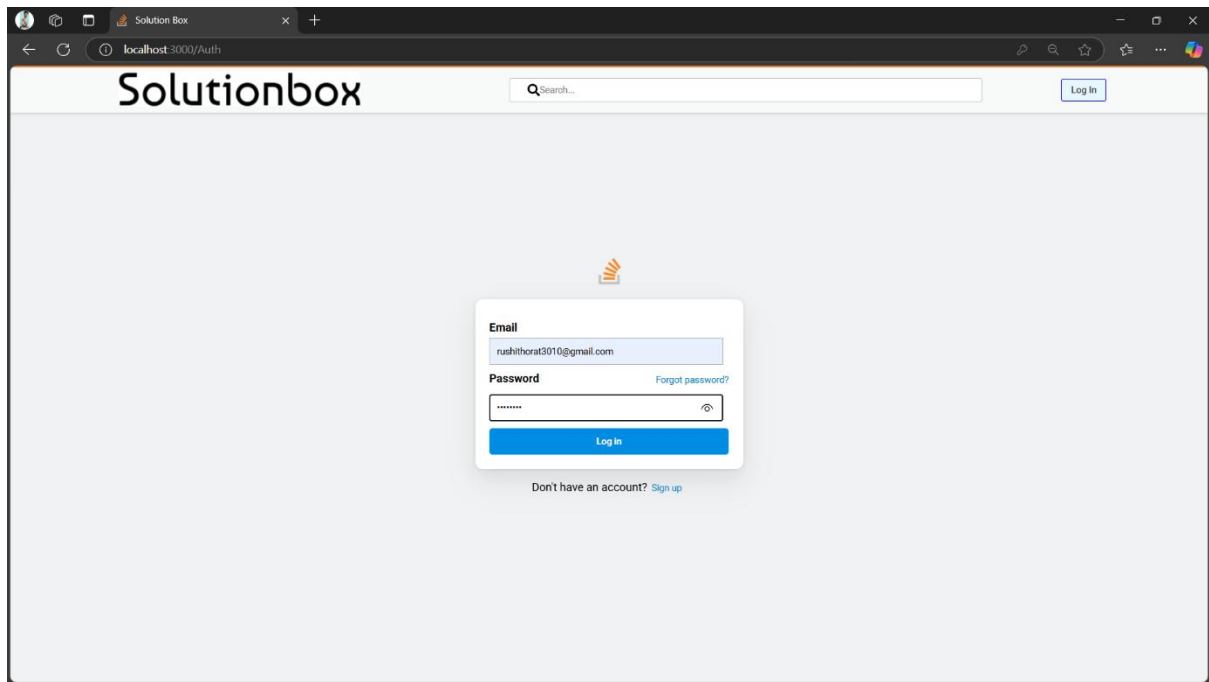 Solution Box
localhost:3000/Auth
Solutionbox
Search...
Log In
Email
rushithorat3010@gmail.com
Password
Forgot password?
Log in
Don't have an account? Sign up